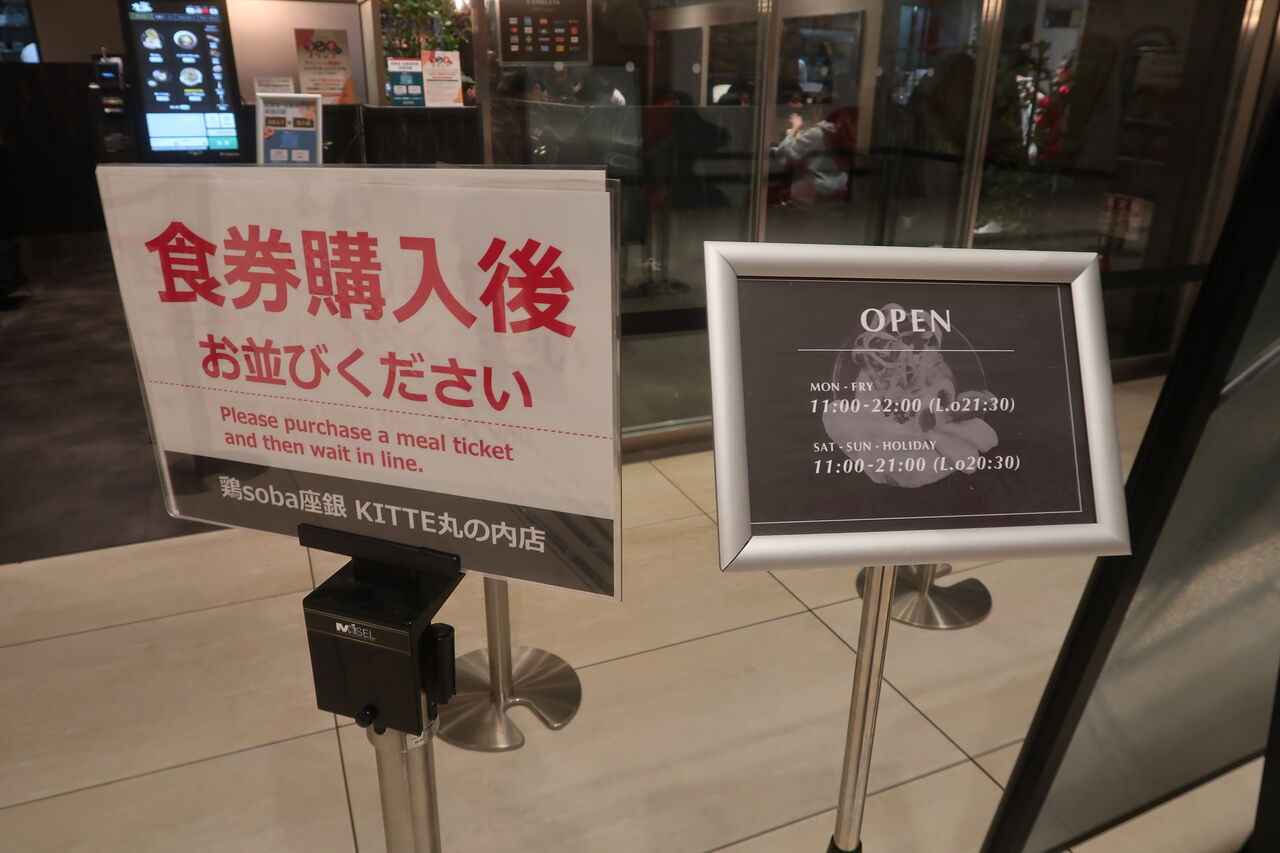 食券購入後
お並びください
Please purchase a meal ticket
and then wait in line.
鶏soba座銀 KITTE丸の内店
OPEN
MON - FRY
11:00-22:00 (L.o21:30)
SAT - SUN - HOLIDAY
11:00-21:00 (L.o20:30)